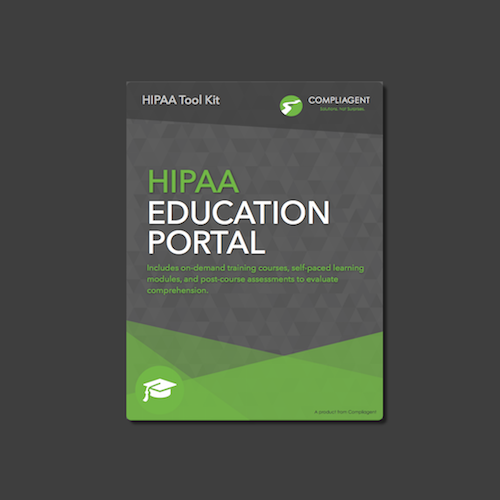 HIPAA Tool Kit
COMPLIAGENT
Solutions, Not Surprises.
HIPAA
EDUCATION
PORTAL
Includes on-demand training courses, self-paced learning
modules, and post-course assessments to evaluate
comprehension.
A product from Compliagent